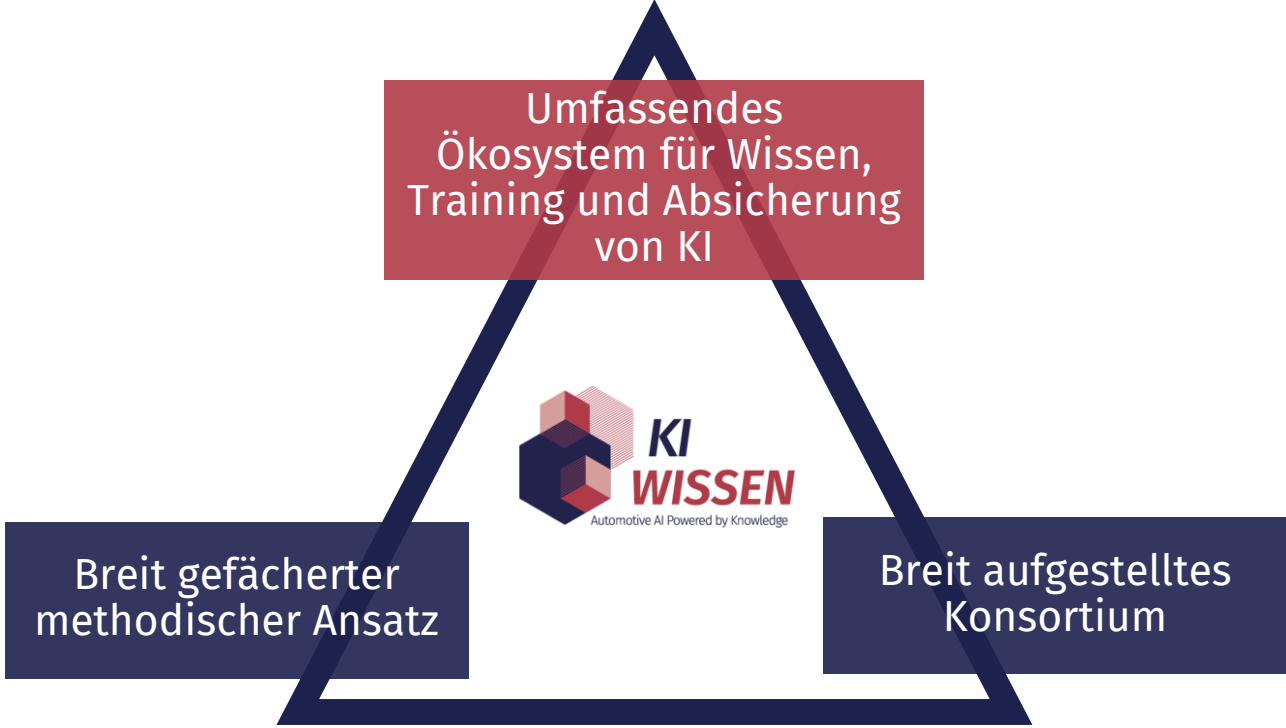 Umfassendes
Ökosystem für Wissen,
Training und Absicherung
von KI
KI
WISSEN
Automotive AI Powered by Knowledge
Breit gefächerter
methodischer Ansatz
Breit aufgestelltes
Konsortium